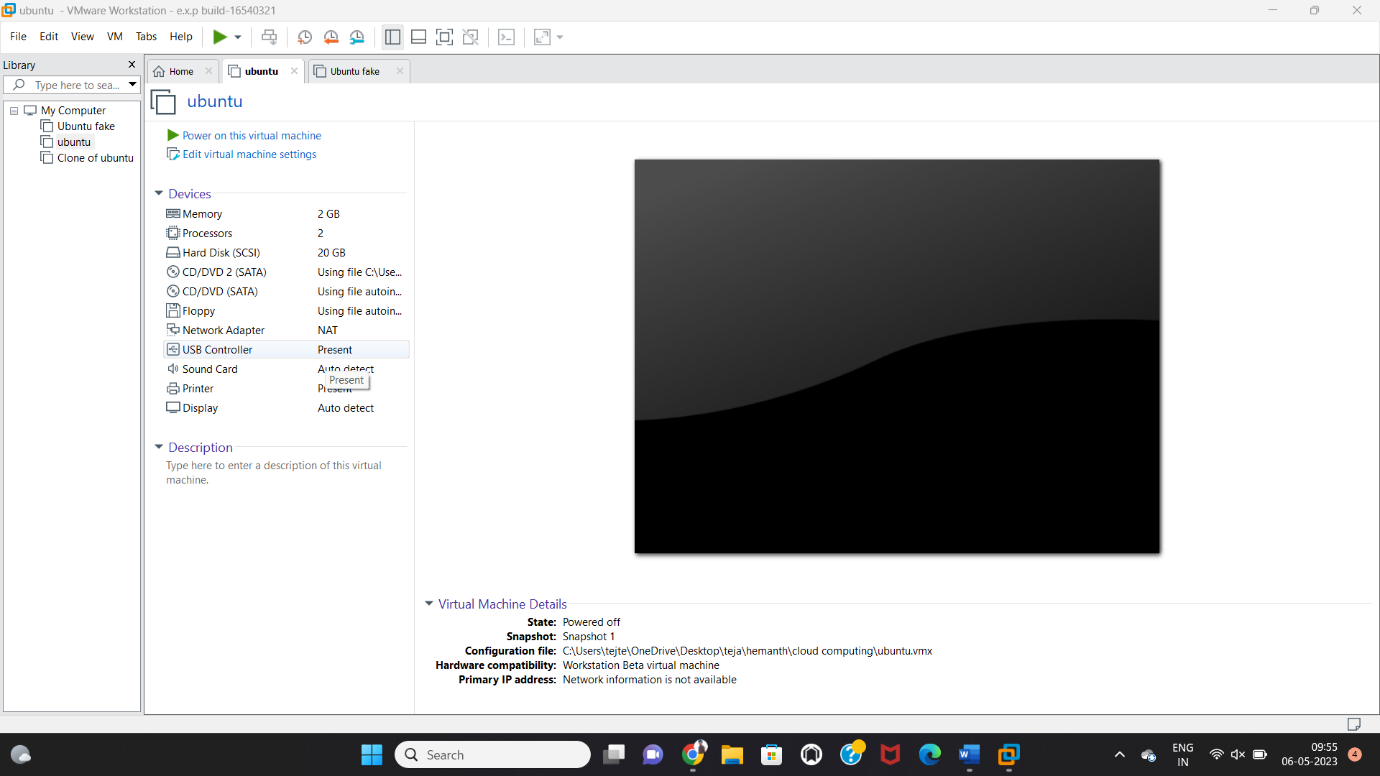 ubuntu - VMware Workstation - e.x.p build-16540321
File Edit View VM Tabs Help
Library
Type here to sea...
My Computer
Ubuntu fake
ubuntu
Clone of ubuntu
Home ubuntu Ubuntu fake
ubuntu
Power on this virtual machine
Edit virtual machine settings
Devices
Memory 2 GB
Processors 2
Hard Disk (SCSI) 20 GB
CD/DVD 2 (SATA) Using file C:\Use...
CD/DVD (SATA) Using file autoin...
Floppy Using file autoin...
Network Adapter NAT
USB Controller Present
Sound Card Auto detect
Present
Printer Present
Display Auto detect
Description
Type here to enter a description of this virtual
machine.
Virtual Machine Details
State: Powered off
Snapshot: Snapshot 1
Configuration file: C:\Users\tejte\OneDrive\Desktop\teja\hemanth\cloud computing\ubuntu.vmx
Hardware compatibility: Workstation Beta virtual machine
Primary IP address: Network information is not available
Search
ENG
IN
09:55
06-05-2023
4